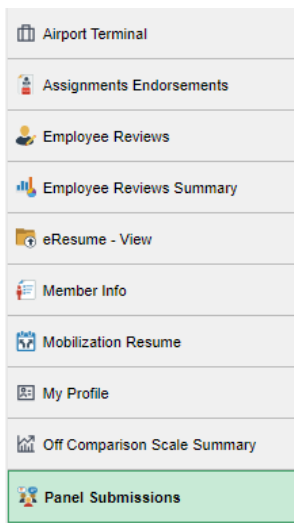 Airport Terminal
Assignments Endorsements
Employee Reviews
Employee Reviews Summary
eResume - View
Member Info
Mobilization Resume
My Profile
Off Comparison Scale Summary
Panel Submissions